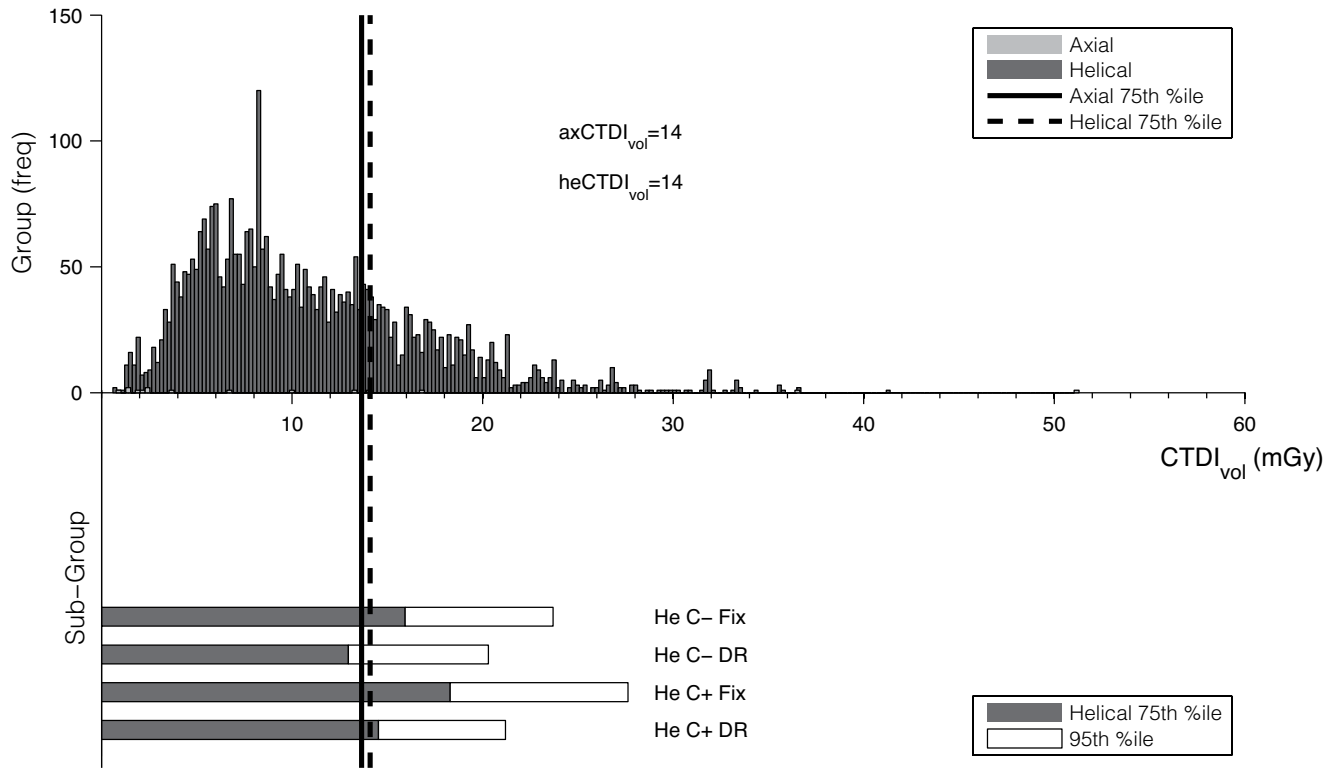 150
100
50
0
Group (freq)
Axial
Helical
Axial 75th %ile
Helical 75th %ile
axCTDIvol=14
heCTDIvol=14
10 20 30 40 50 60
CTDIvol (mGy)
Sub−Group
He C− Fix
He C− DR
He C+ Fix
He C+ DR
Helical 75th %ile
95th %ile